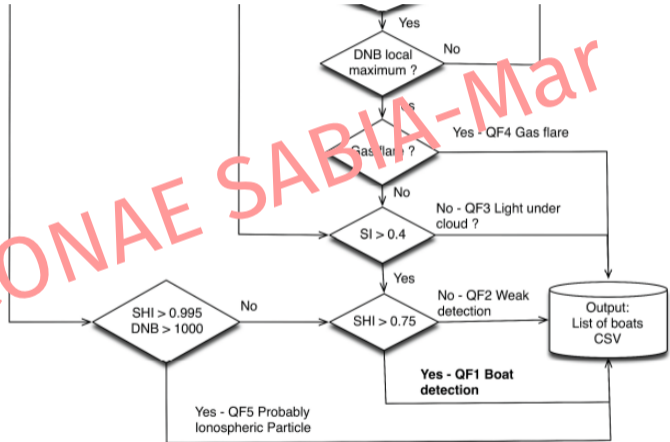 Yes
DNB local
maximum ?
No
Yes
Gas flare ?
Yes - QF4 Gas flare
No
SI > 0.4
No - QF3 Light under
cloud ?
Yes
SHI > 0.995
DNB > 1000
No
SHI > 0.75
No - QF2 Weak
detection
Output:
List of boats
CSV
Yes - QF1 Boat
detection
Yes - QF5 Probably
Ionospheric Particle
ONAE SABIA-Mar